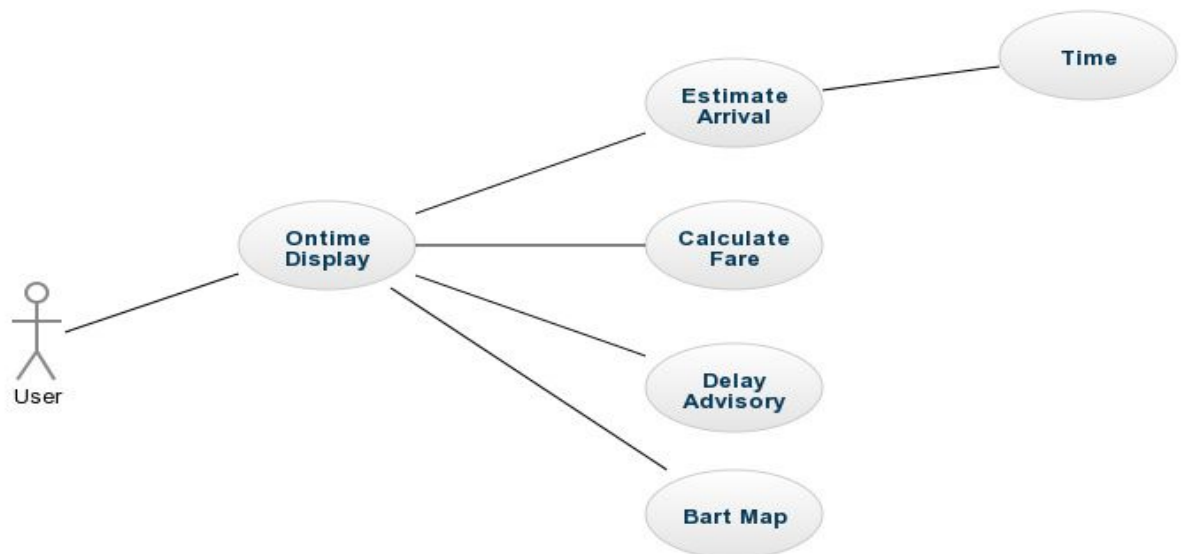 Time
Estimate
Arrival
Ontime
Display
Calculate
Fare
User
Delay
Advisory
Bart Map